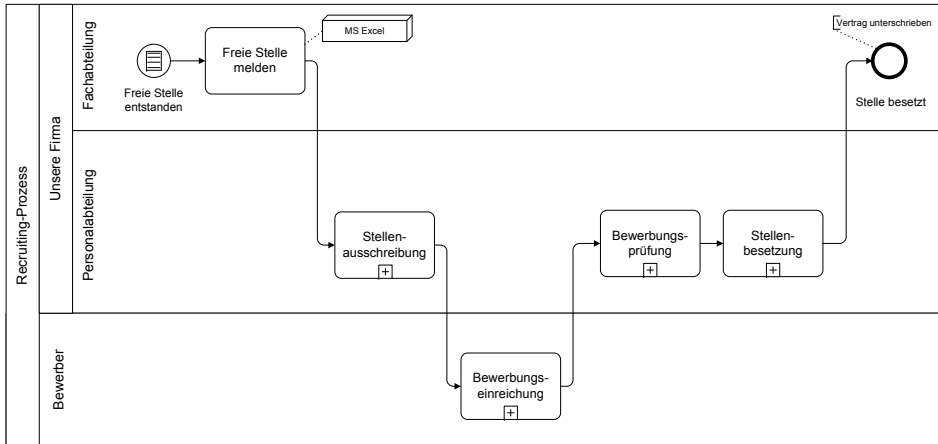 Recruiting-Prozess
Unsere Firma
Fachabteilung
Freie Stelle
entstanden
Freie Stelle
melden
MS Excel
Vertrag unterschrieben
Stelle besetzt
Personalabteilung
Stellen-
ausschreibung
Bewerbungs-
prüfung
Stellen-
besetzung
Bewerber
Bewerbungs-
einreichung